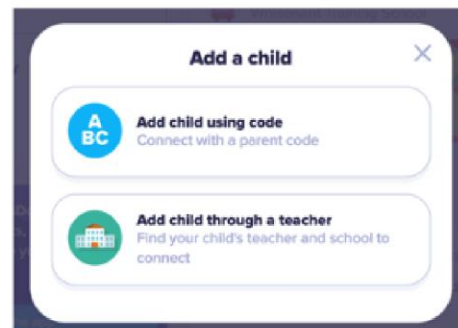 Add a child
A
BC
Add child using code
Connect with a parent code
Add child through a teacher
Find your child's teacher and school to
connect